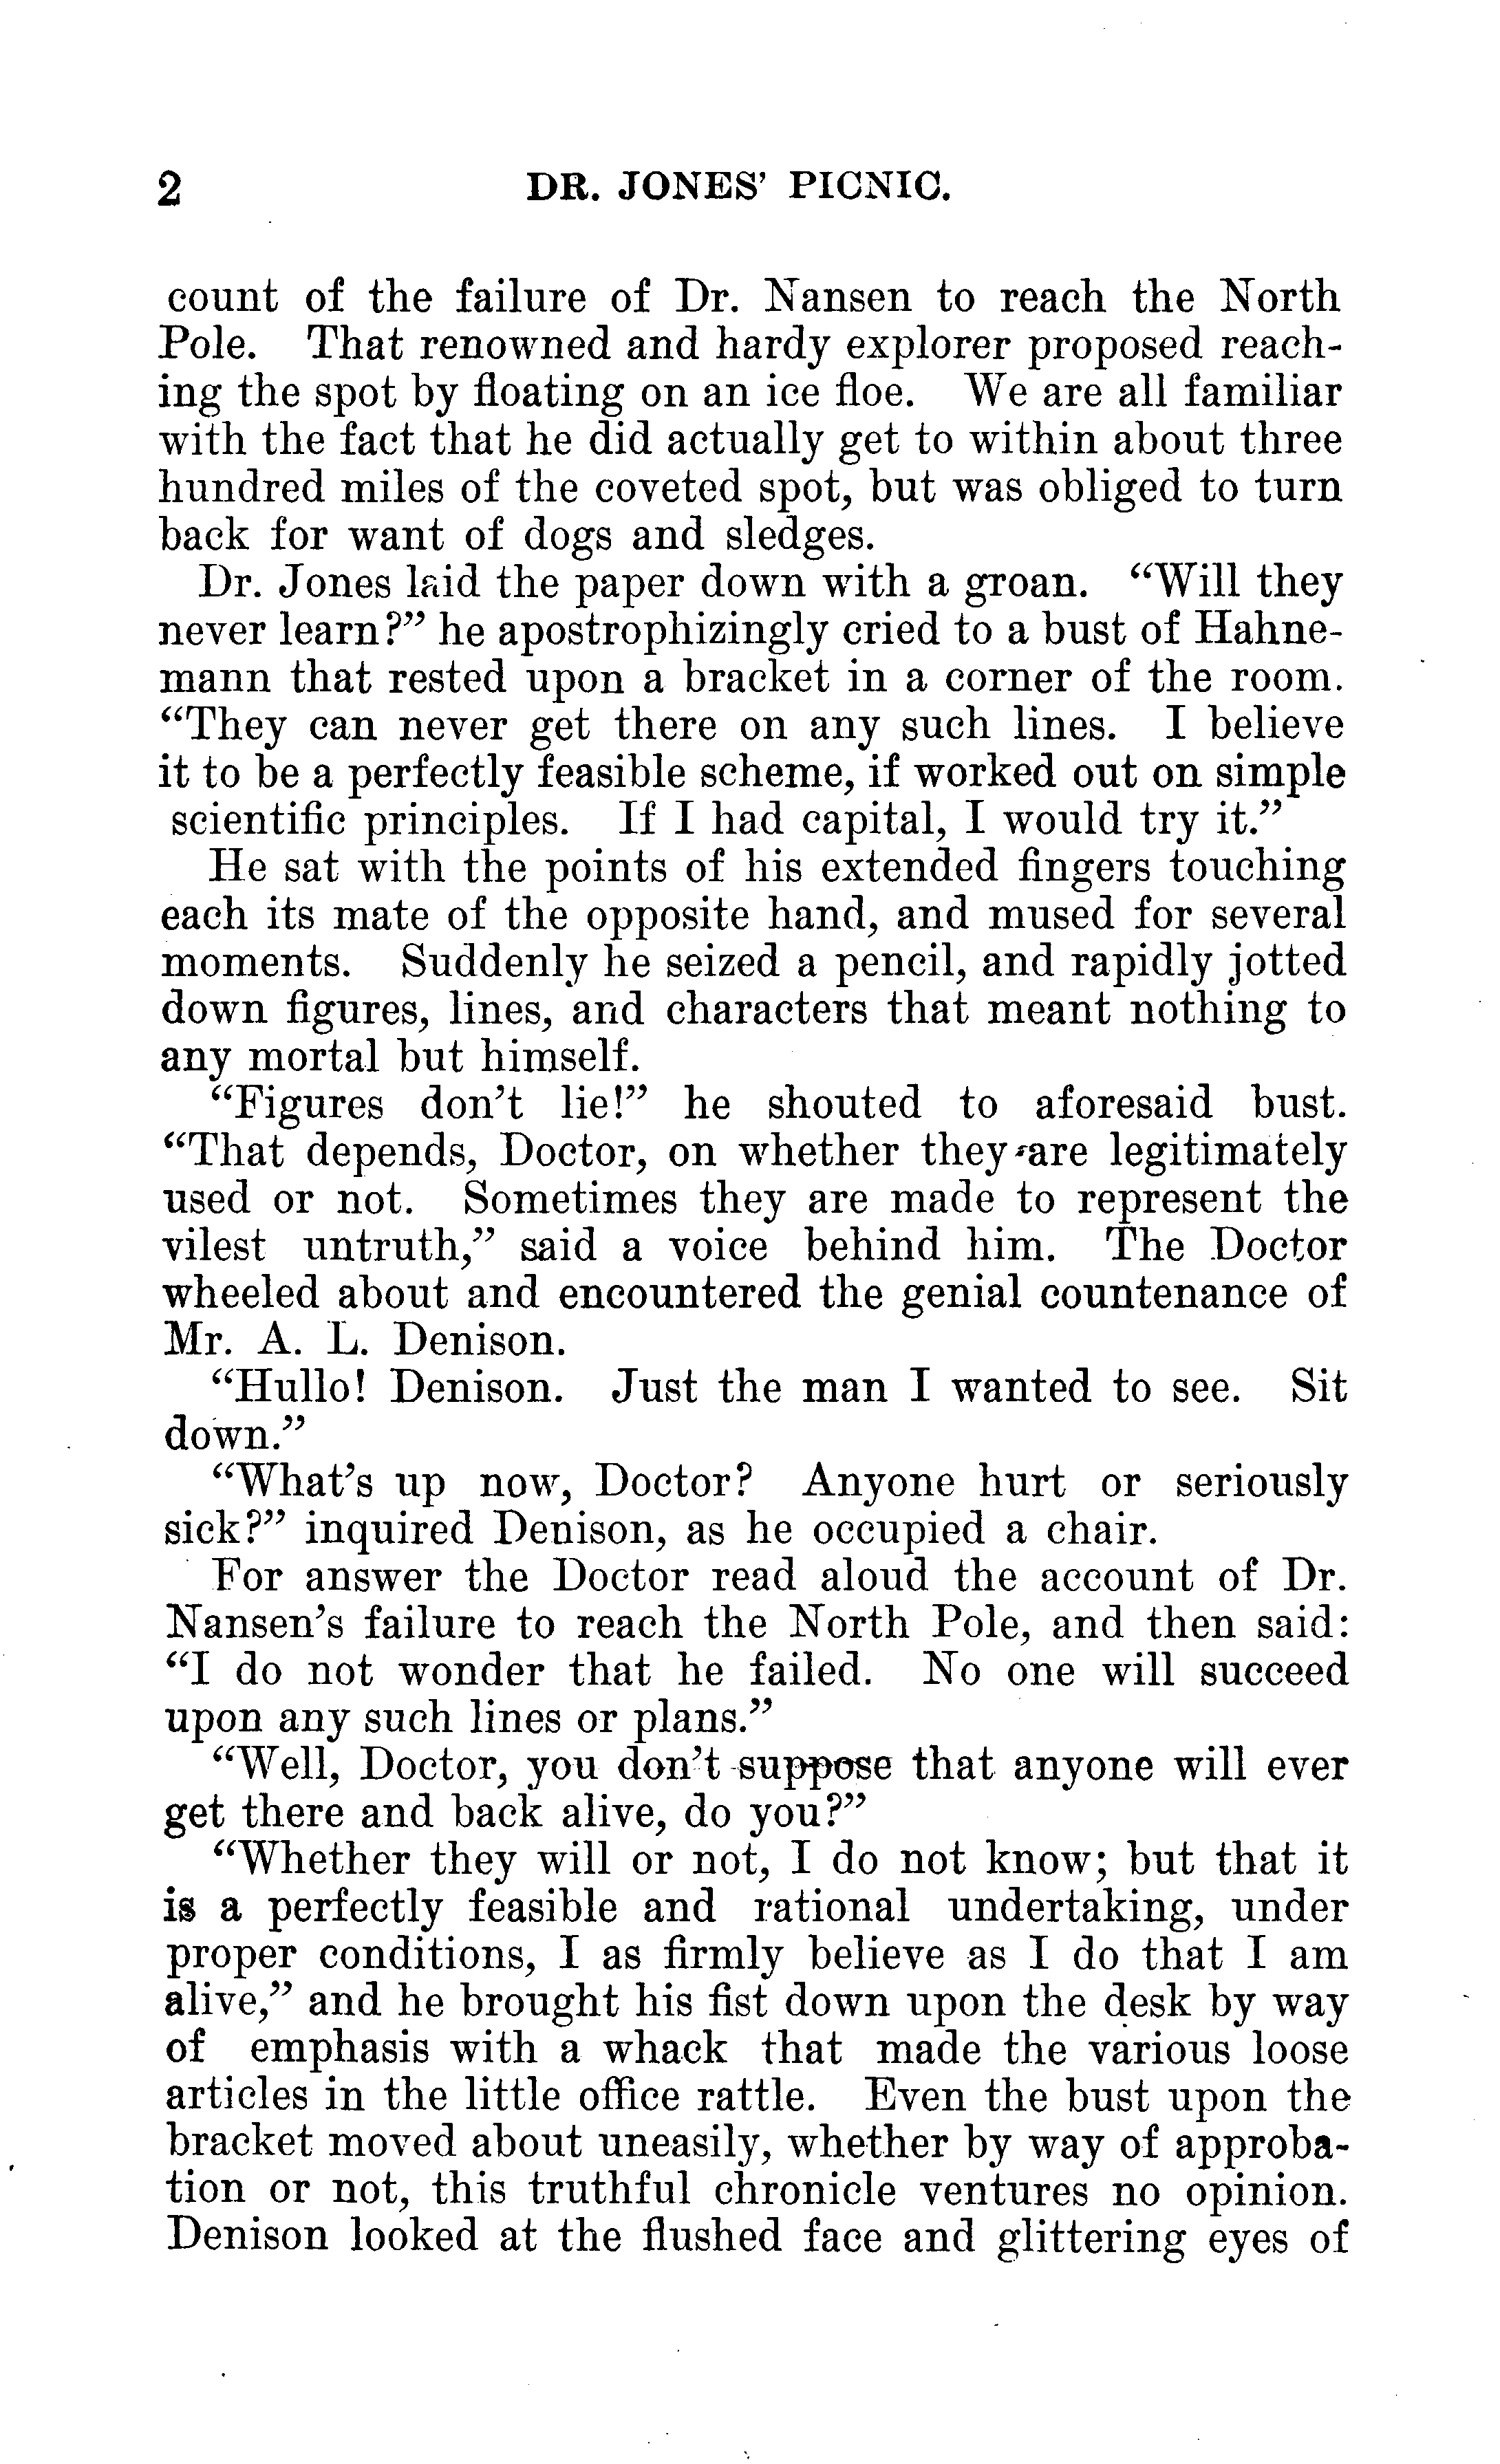 2 DR. JONES' PICNIC.
count of the failure of Dr. Nansen to reach the North
Pole. That renowned and hardy explorer proposed reach-
ing the spot by floating on an ice floe. We are all familiar
with the fact that he did actually get to within about three
hundred miles of the coveted spot, but was obliged to turn
back for want of dogs and sledges.
Dr. Jones laid the paper down with a groan. “Will they
never learn?” he apostrophizingly cried to a bust of Hahne-
mann that rested upon a bracket in a corner of the room.
“They can never get there on any such lines. I believe
it to be a perfectly feasible scheme, if worked out on simple
scientific principles. If I had capital, I would try it.”
He sat with the points of his extended fingers touching
each its mate of the opposite hand, and mused for several
moments. Suddenly he seized a pencil, and rapidly jotted
down figures, lines, and characters that meant nothing to
any mortal but himself.
“Figures don’t lie!” he shouted to aforesaid bust.
“That depends, Doctor, on whether they are legitimately
used or not. Sometimes they are made to represent the
vilest untruth,” said a voice behind him. The Doctor
wheeled about and encountered the genial countenance of
Mr. A. L. Denison.
“Hullo! Denison. Just the man I wanted to see. Sit
down.”
“What’s up now, Doctor? Anyone hurt or seriously
sick?” inquired Denison, as he occupied a chair.
For answer the Doctor read aloud the account of Dr.
Nansen’s failure to reach the North Pole, and then said:
“I do not wonder that he failed. No one will succeed
upon any such lines or plans.”
“Well, Doctor, you don’t suppose that anyone will ever
get there and back alive, do you?”
“Whether they will or not, I do not know; but that it
is a perfectly feasible and rational undertaking, under
proper conditions, I as firmly believe as I do that I am
alive,” and he brought his fist down upon the desk by way
of emphasis with a whack that made the various loose
articles in the little office rattle. Even the bust upon the
bracket moved about uneasily, whether by way of approba-
tion or not, this truthful chronicle ventures no opinion.
Denison looked at the flushed face and glittering eyes of